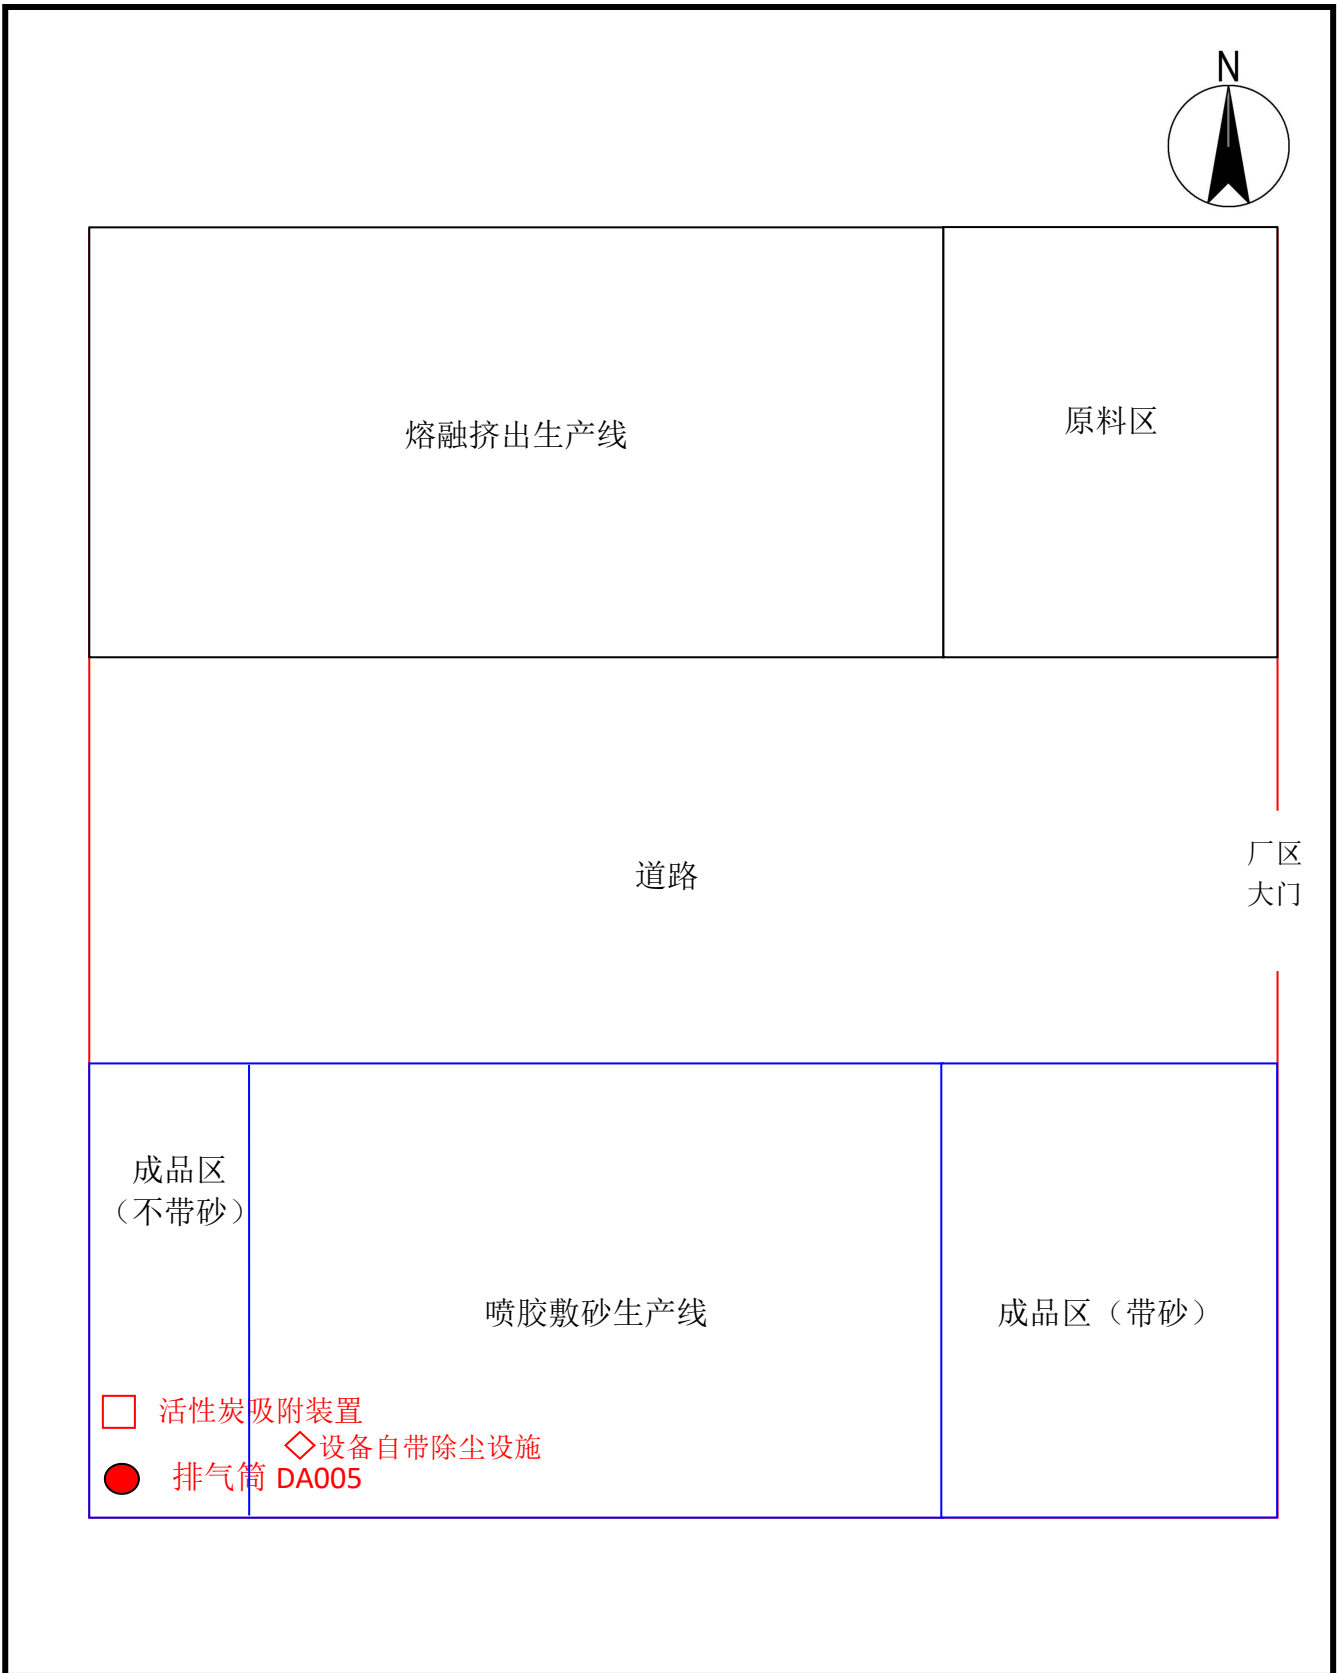 N
熔融挤出生产线
原料区
道路
厂区
大门
成品区
（不带砂）
喷胶敷砂生产线
成品区（带砂）
活性炭吸附装置
设备自带除尘设施
排气筒 DA005